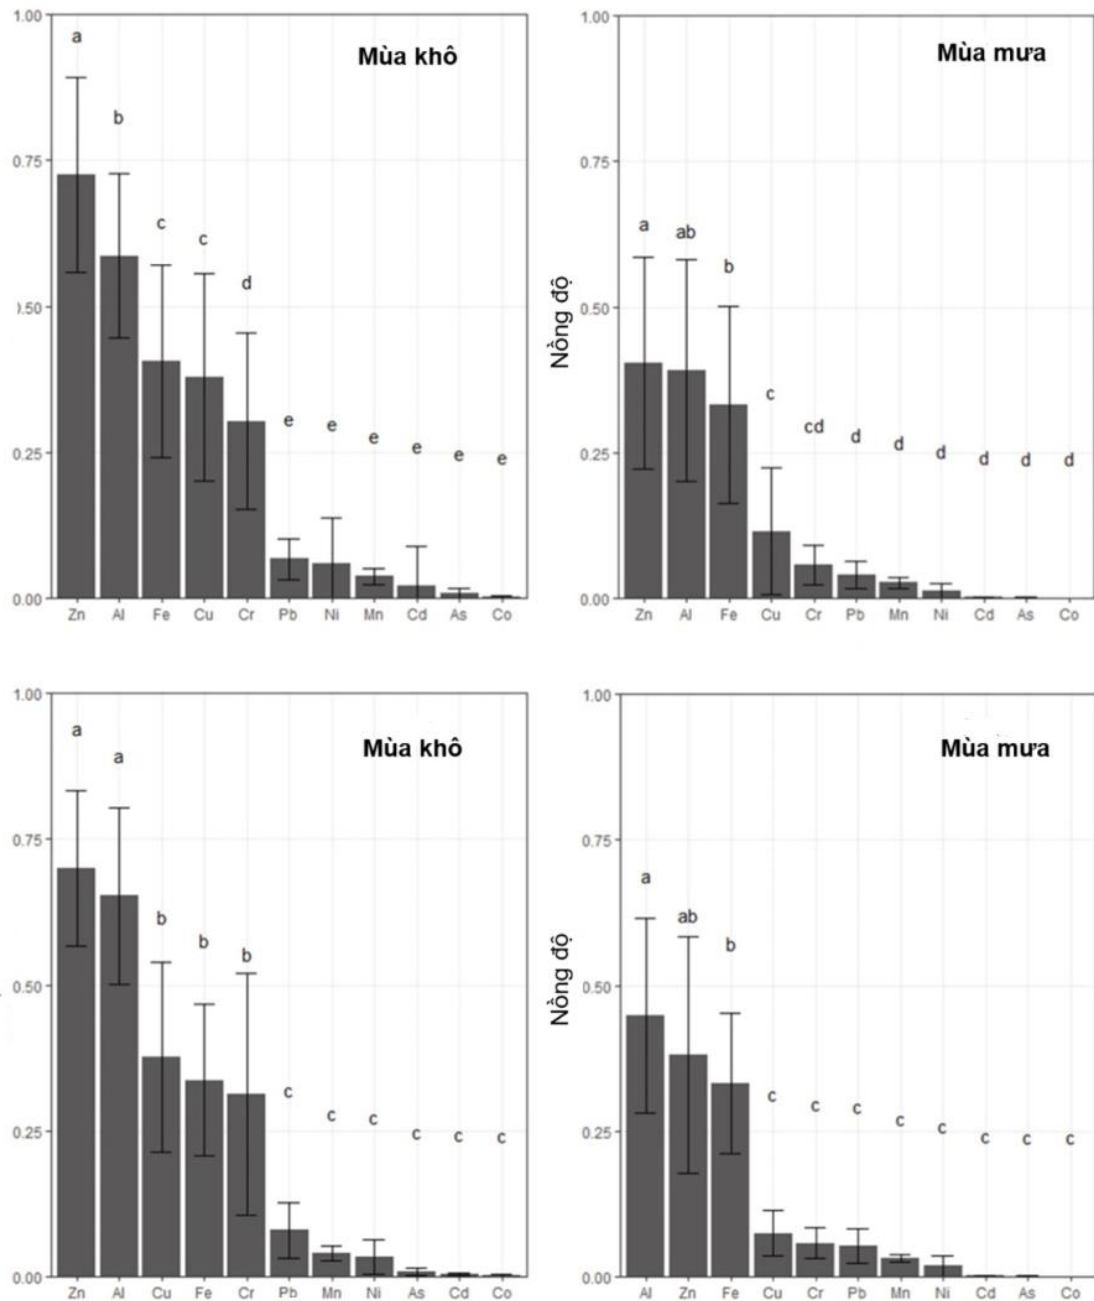 1.00
a
Mùa khô
b
0.75
c
c
d
0.50
e e e e e e
0.25
0.00
Zn Al Fe Cu Cr Pb Ni Mn Cd As Co
1.00
Mùa mưa
0.75
a ab
b
0.50
Nồng độ
c
cd d d d d d d
0.25
0.00
Zn Al Fe Cu Cr Pb Mn Ni Cd As Co
1.00
a
Mùa khô
a
0.75
b
b
b
0.50
c c c c c c
0.25
0.00
Zn Al Cu Fe Cr Pb Mn Ni As Cd Co
1.00
Mùa mưa
0.75
a
ab
b
0.50
Nồng độ
c c c c c c c c
0.25
0.00
Al Zn Fe Cu Cr Pb Mn Ni Cd As Co